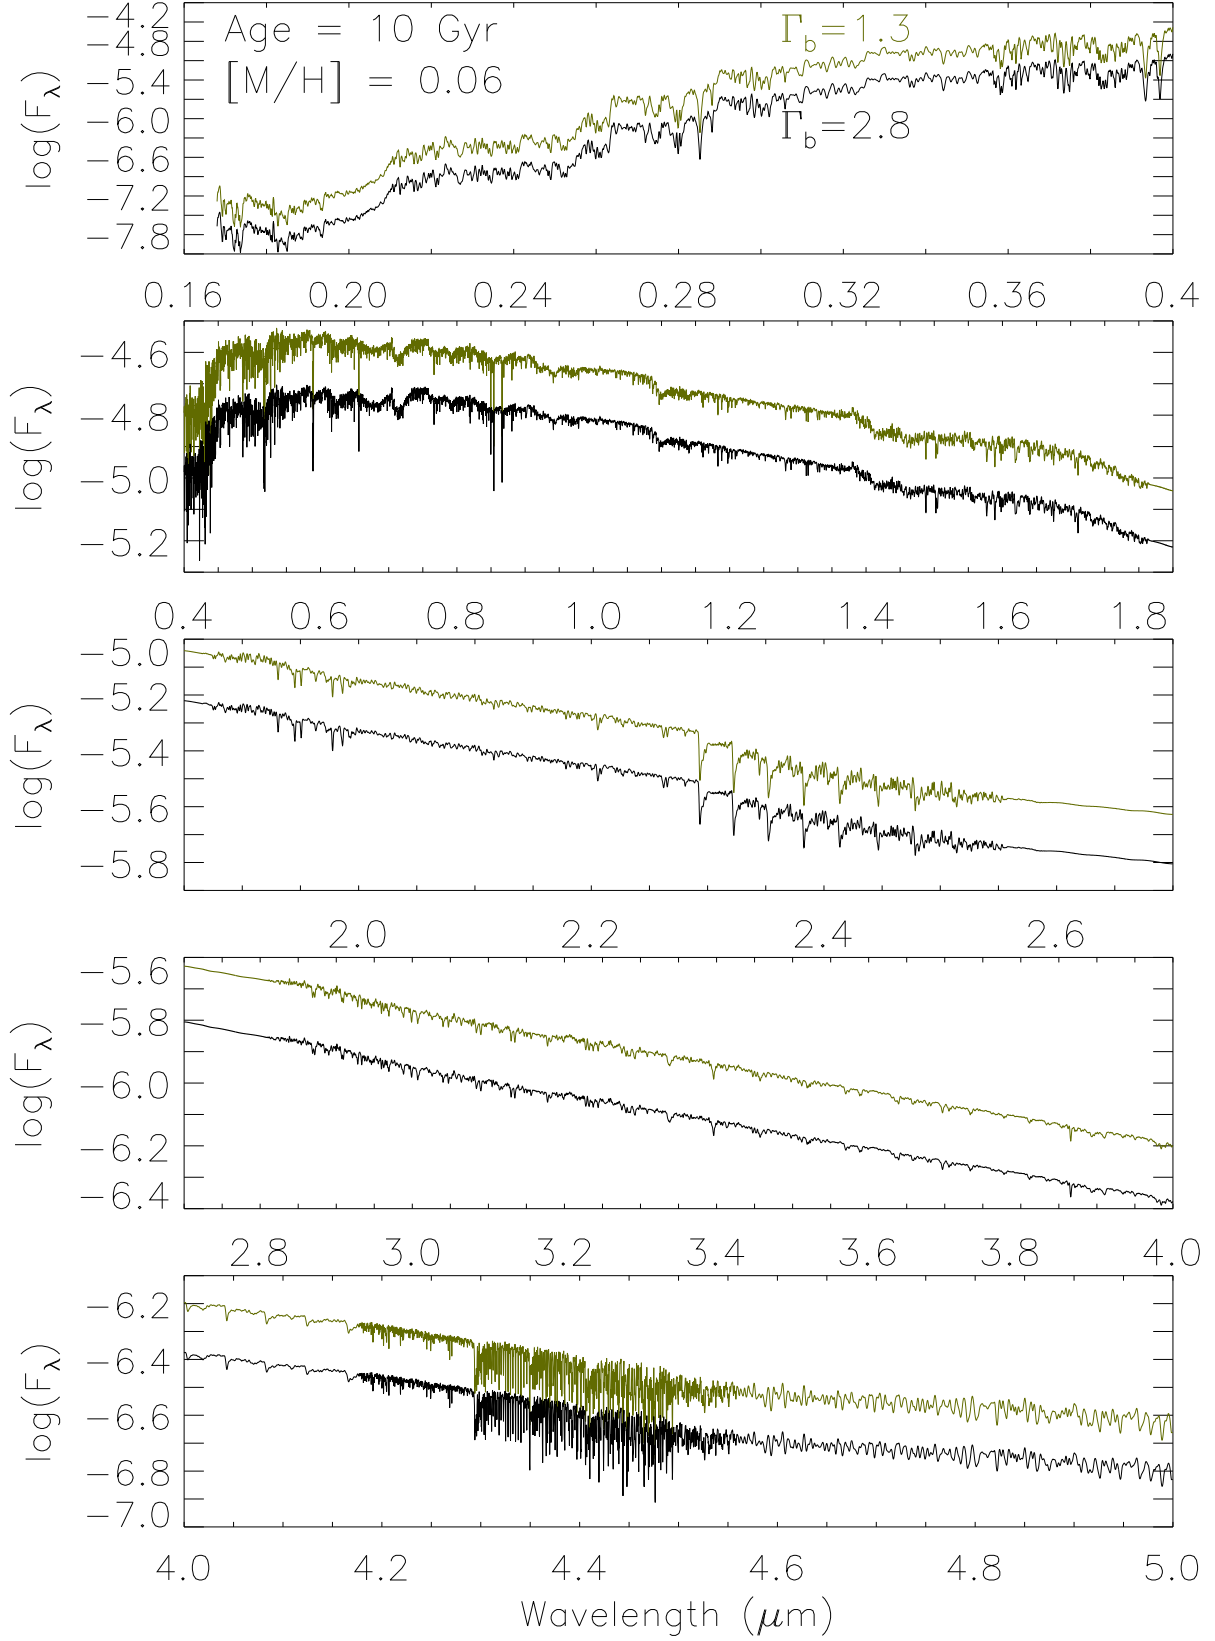 Age = 10 Gyr
[M/H] = 0.06
Γb=1.3
Γb=2.8
log(Fλ)
−4.2
−4.8
−5.4
−6.0
−6.6
−7.2
−7.8
0.16 0.20 0.24 0.28 0.32 0.36 0.4
log(Fλ)
−4.6
−4.8
−5.0
−5.2
0.4 0.6 0.8 1.0 1.2 1.4 1.6 1.8
log(Fλ)
−5.0
−5.2
−5.4
−5.6
−5.8
2.0 2.2 2.4 2.6
log(Fλ)
−5.6
−5.8
−6.0
−6.2
−6.4
2.8 3.0 3.2 3.4 3.6 3.8 4.0
log(Fλ)
−6.2
−6.4
−6.6
−6.8
−7.0
4.0 4.2 4.4 4.6 4.8 5.0
Wavelength (μm)